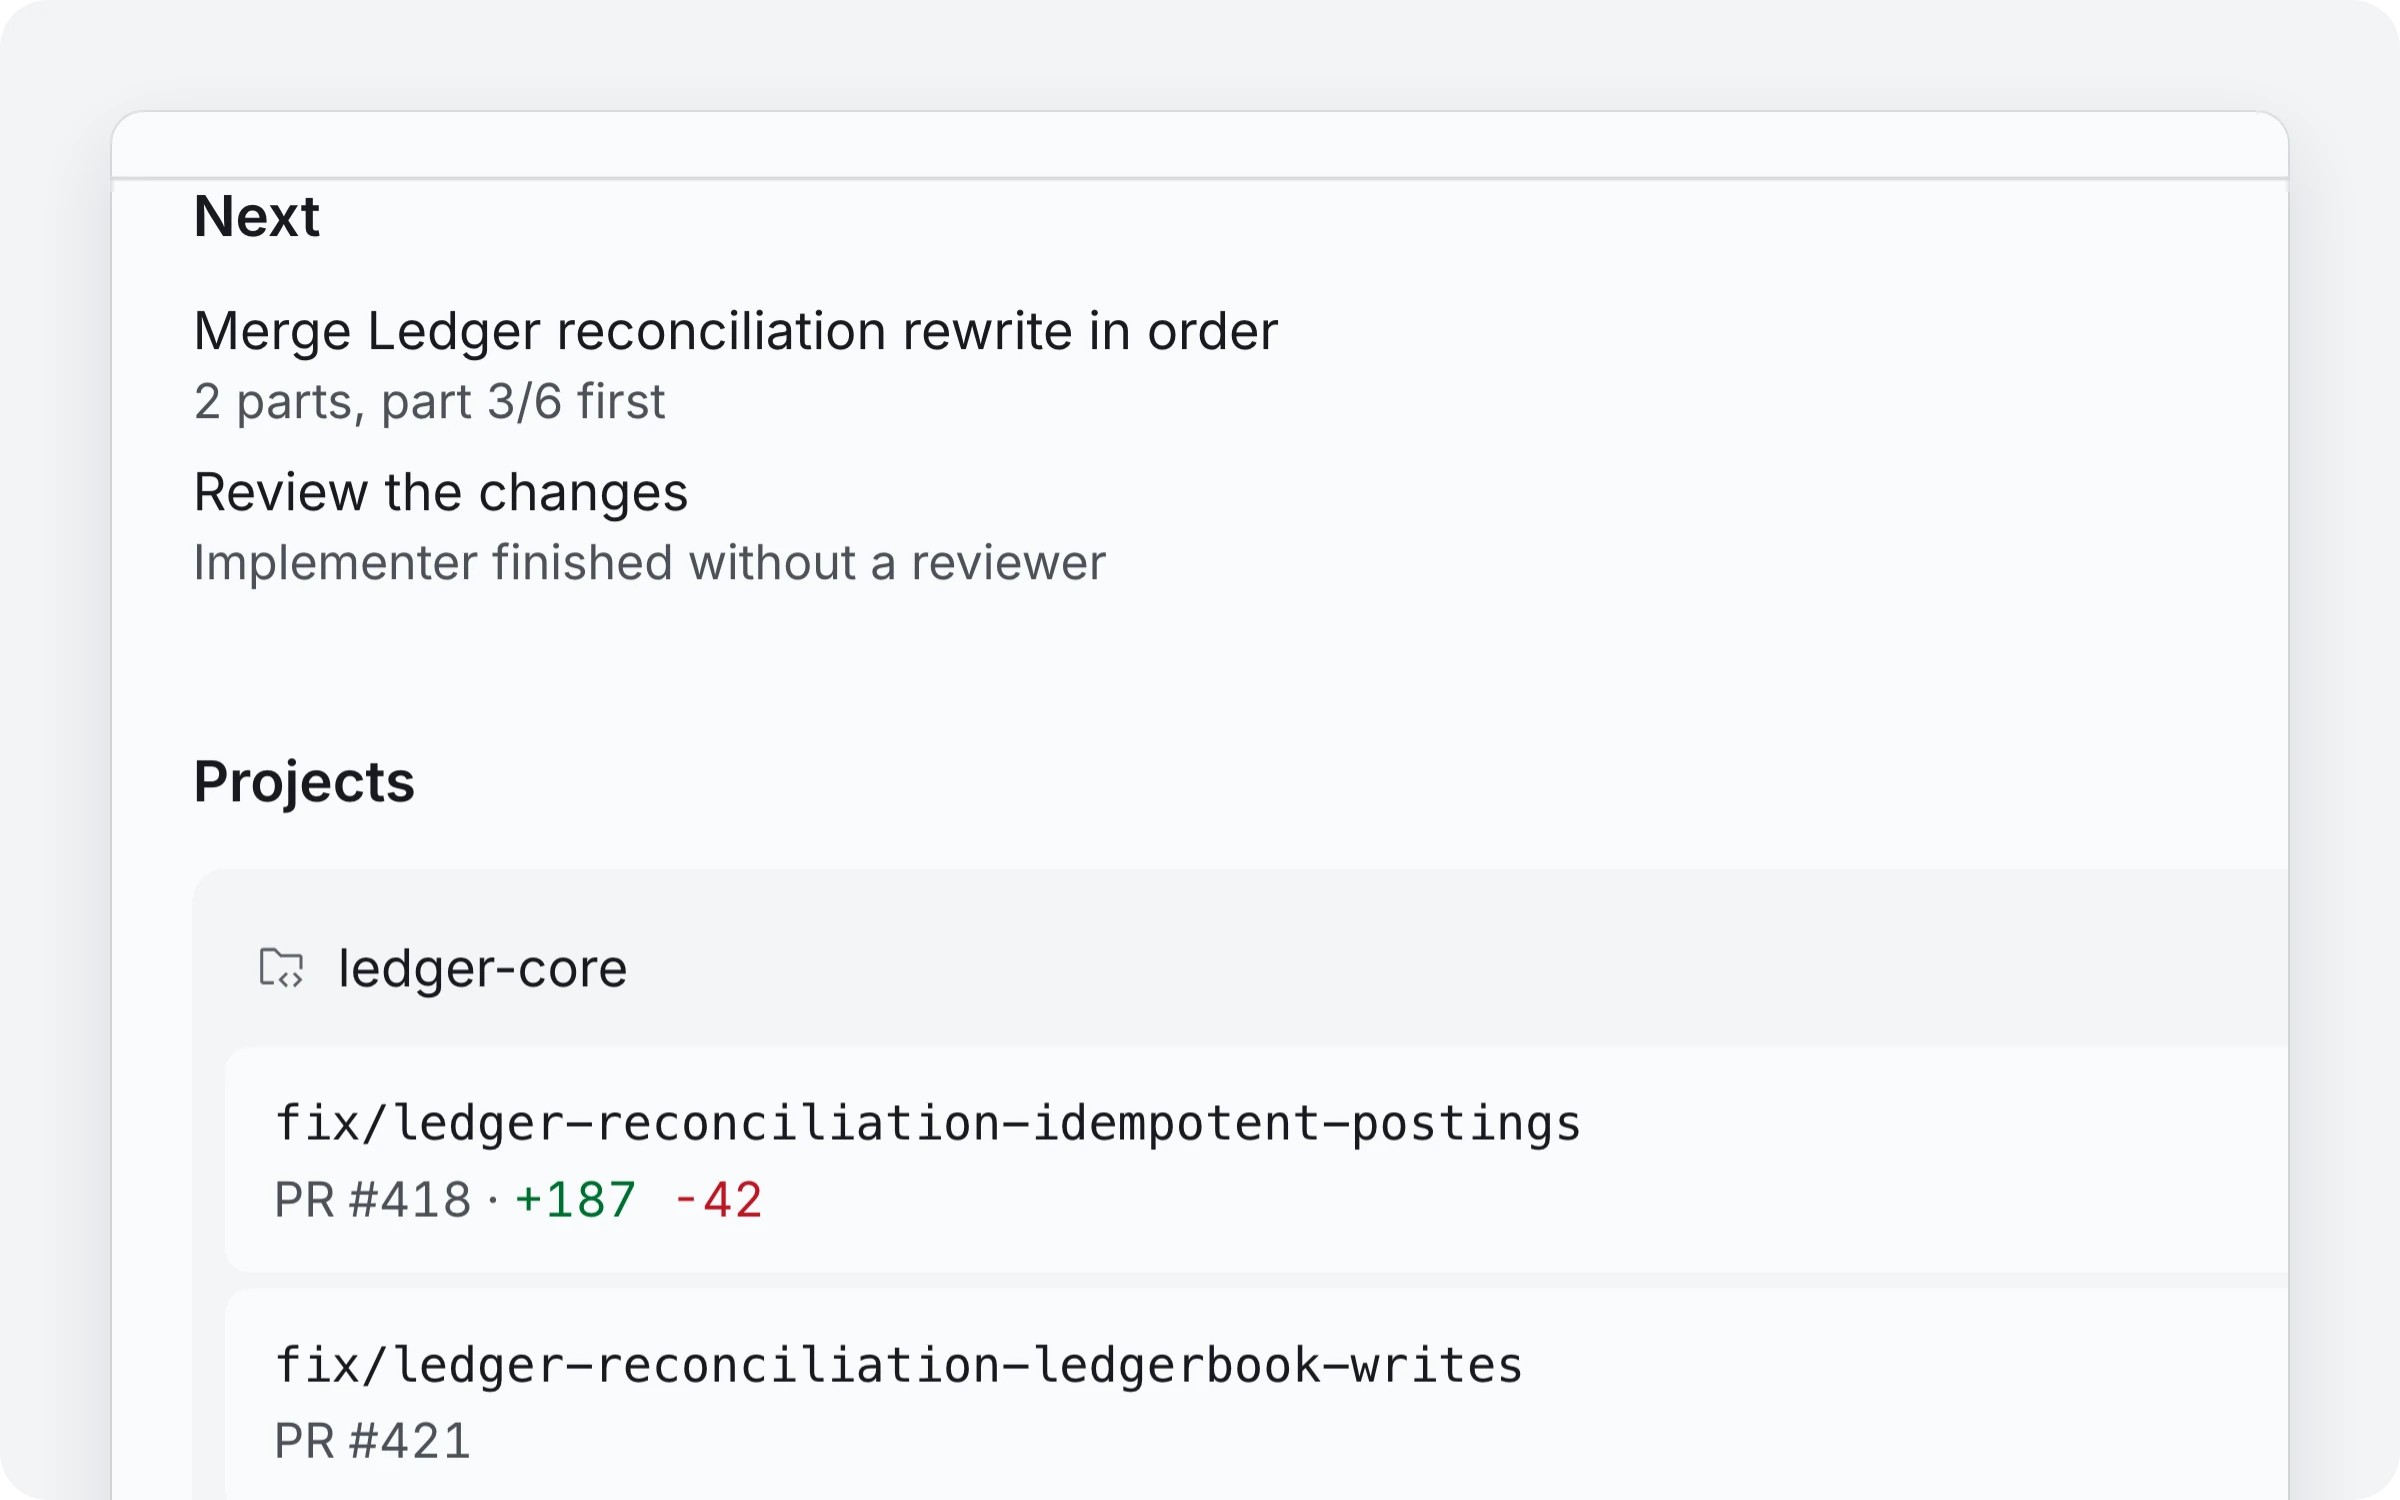 Next
Merge Ledger reconciliation rewrite in order
2 parts, part 3/6 first
Review the changes
Implementer finished without a reviewer
Projects
ledger-core
fix/ledger-reconciliation-idempotent-postings
PR #418 · +187 -42
fix/ledger-reconciliation-ledgerbook-writes
PR #421